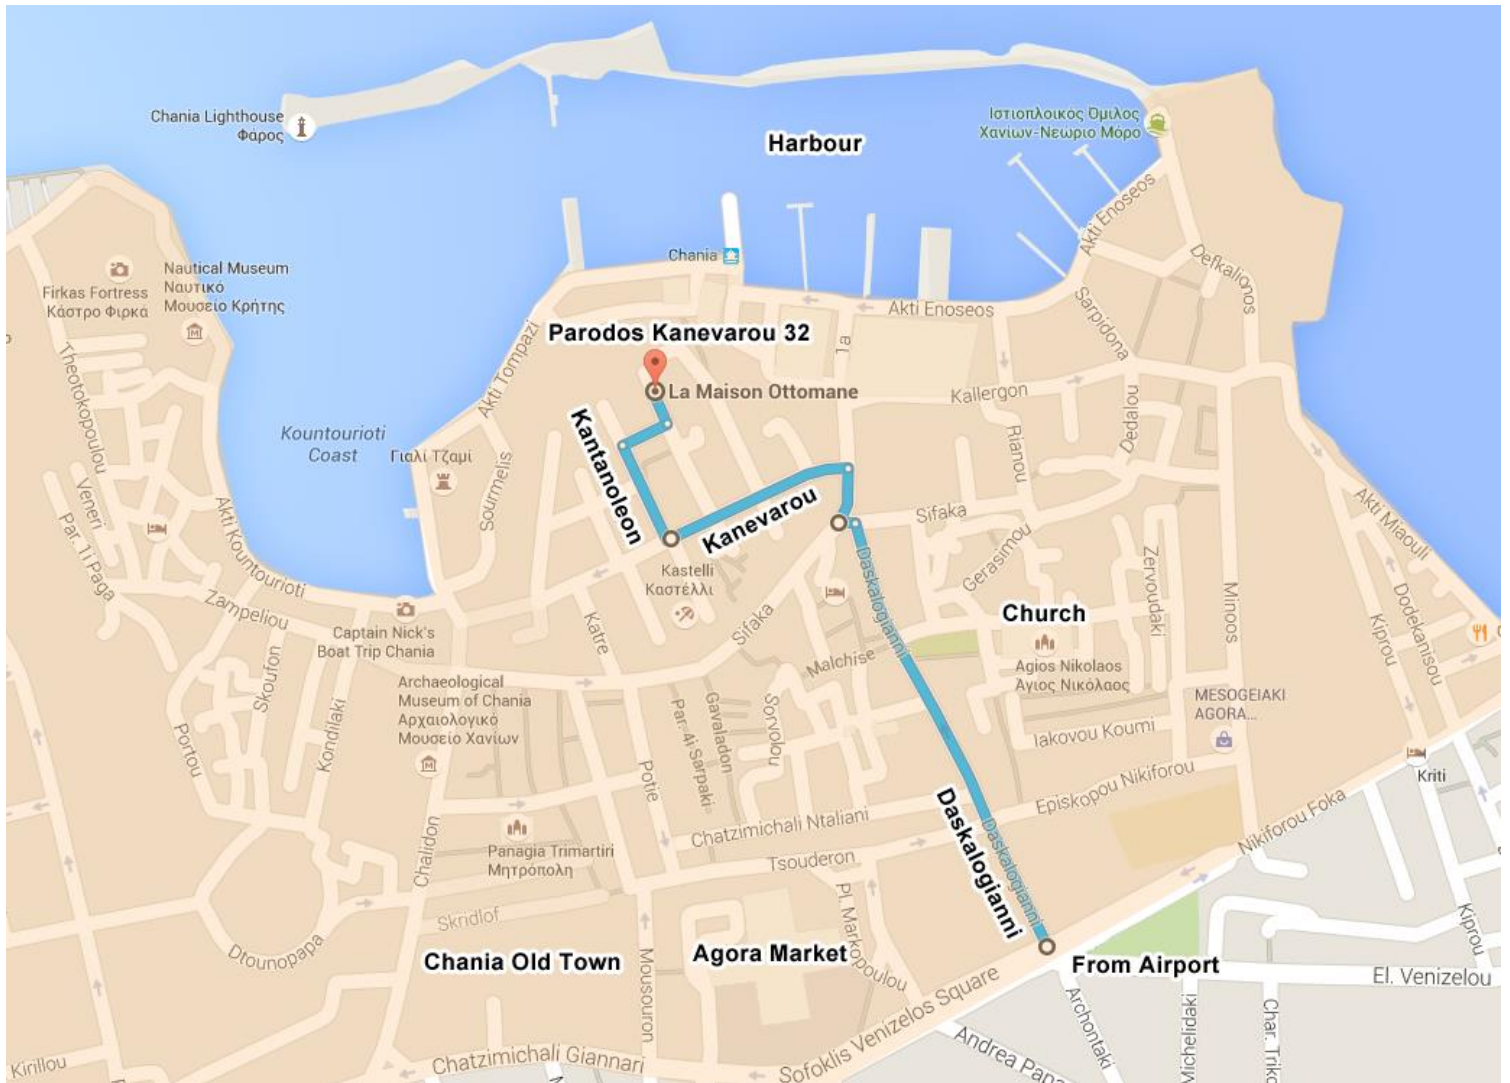 Chania Lighthouse
Φάρος
Harbour
Ιστιοπλοικός Όμιλος
Χανίων-Νεώριο Μόρο
Akti Enoseos
Defkalionos
Chania
Nautical Museum
Ναυτικό
Μουσείο Κρήτης
Firkas Fortress
Κάστρο Φιρκά
Akti Enoseos
Sarpidona
Parodos Kanevarou 32
Akti Tompazi
La Maison Ottomane
Kallergon
Theotokopoulou
Kountourioti
Coast
Γιαλί Τζαμί
Kantanoleon
Rianou
Dedalou
Sourmelis
Veneri
Par. 1i Paga
Akti Kountourioti
Kanevarou
Sifaka
Gerasimou
Akti Miaouli
Daskalogianni
Kastelli
Καστέλλι
Zervoudaki
Minoos
Dodekanisou
Kiprou
Zampeliou
Captain Nick's
Boat Trip Chania
Katre
Sifaka
Church
Malchise
Agios Nikolaos
Άγιος Νικόλαος
Skoufon
Kondilaki
Archaeological
Museum of Chania
Αρχαιολογικό
Μουσείο Χανίων
Portou
Par. 4i Sarpaki
Gavaladon
Sorvolou
MESOGEIAKI
AGORA...
Iakovou Koumi
Kriti
Potie
Episkopou Nikiforou
Nikiforou Foka
Chatzimichali Ntaliani
Daskalogianni
Daskalogianni
Panagia Trimartiri
Μητρόπολη
Chalidon
Tsouderon
Pl. Markopoulou
Skridlof
Dtounopapa
Chania Old Town
Agora Market
Mousouron
From Airport
Kiprou
El. Venizelou
Sofoklis Venizelos Square
Archontaki
Michelidaki
Char. Triko
Andrea Papa
Kirillou
Chatzimichali Giannari